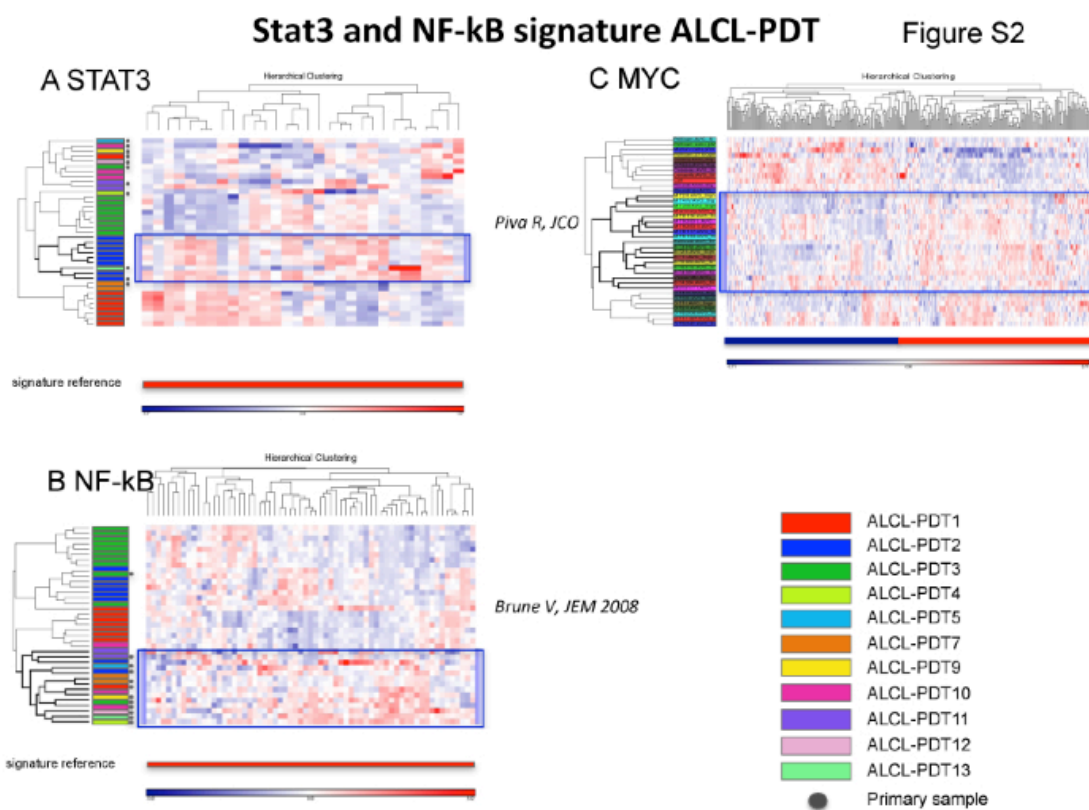 Stat3 and NF-kB signature ALCL-PDT
Figure S2
A STAT3
Hierarchical Clustering
C MYC
Hierarchical Clustering
Piva R, JCO
signature reference
B NF-kB
Hierarchical Clustering
Brune V, JEM 2008
signature reference
ALCL-PDT1
ALCL-PDT2
ALCL-PDT3
ALCL-PDT4
ALCL-PDT5
ALCL-PDT7
ALCL-PDT9
ALCL-PDT10
ALCL-PDT11
ALCL-PDT12
ALCL-PDT13
Primary sample